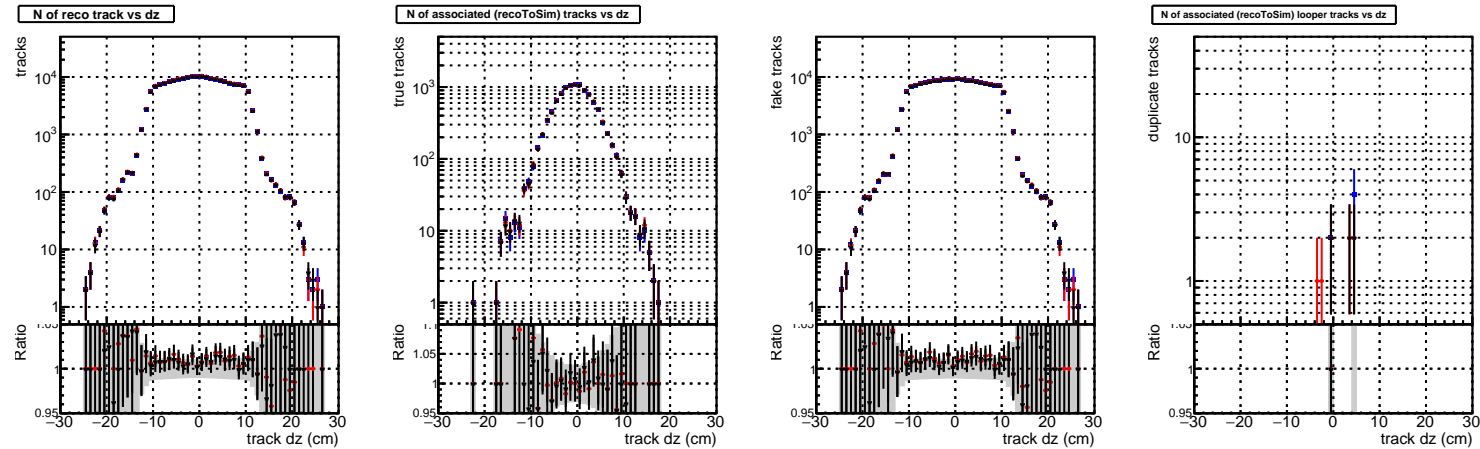 N of reco track vs dz
tracks
10⁴
10³
10²
10
1
Ratio
1
0.95
−30 −20 −10 0 10 20 30
track dz (cm)
N of associated (recoToSim) tracks vs dz
true tracks
10³
10²
10
1
Ratio
1.05
1
0.95
−30 −20 −10 0 10 20 30
track dz (cm)
fake tracks
10⁴
10³
10²
10
1
Ratio
1
0.95
−30 −20 −10 0 10 20 30
track dz (cm)
N of associated (recoToSim) looper tracks vs dz
duplicate tracks
10
1
Ratio
1
0.95
−30 −20 −10 0 10 20 30
track dz (cm)